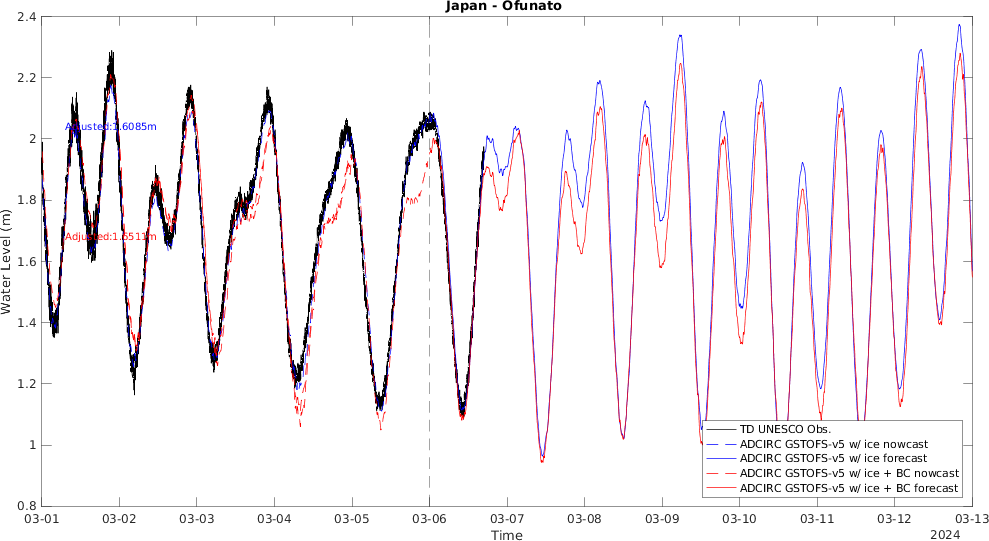 Japan - Ofunato
2.4
2.2
2
1.8
1.6
1.4
1.2
1
0.8
Water Level (m)
Adjusted:1.6085m
Adjusted:1.5511m
TD UNESCO Obs.
ADCIRC GSTOFS-v5 w/ ice nowcast
ADCIRC GSTOFS-v5 w/ ice forecast
ADCIRC GSTOFS-v5 w/ ice + BC nowcast
ADCIRC GSTOFS-v5 w/ ice + BC forecast
03-01 03-02 03-03 03-04 03-05 03-06 03-07 03-08 03-09 03-10 03-11 03-12 03-13
Time
2024